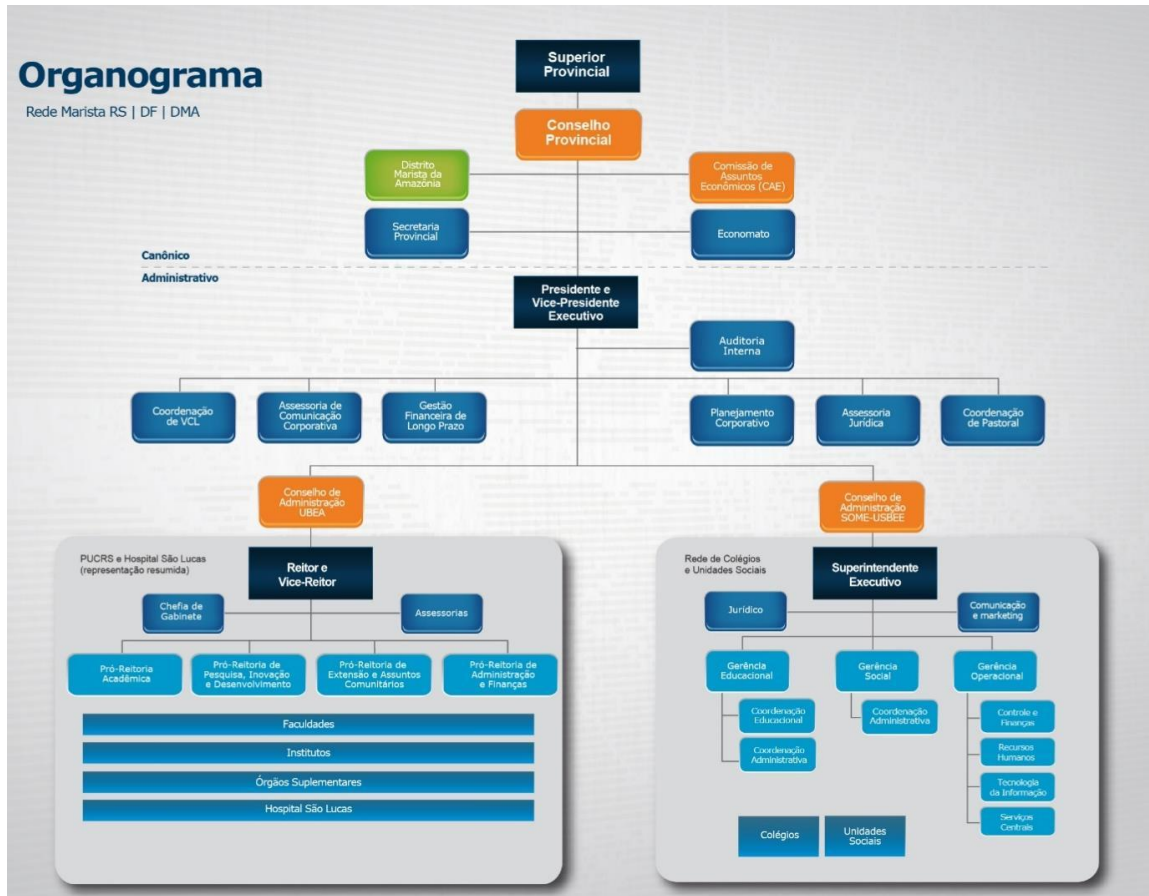 Organograma
Rede Marista RS | DF | DMA
Superior
Provincial
Conselho
Provincial
Distrito
Marista da
Amazônia
Comissão de
Assuntos
Econômicos (CAE)
Secretaria
Provincial
Economato
Canônico
Administrativo
Presidente e
Vice-Presidente
Executivo
Auditoria
Interna
Coordenação
de VCL
Assessoria de
Comunicação
Corporativa
Gestão
Financeira de
Longo Prazo
Planejamento
Corporativo
Assessoria
Jurídica
Coordenação
de Pastoral
Conselho de
Administração
UBEA
Conselho de
Administração
SOME-USBEE
PUCRS e Hospital São Lucas
(representação resumida)
Reitor e
Vice-Reitor
Chefia de
Gabinete
Assessorias
Pró-Reitoria
Acadêmica
Pró-Reitoria de
Pesquisa, Inovação
e Desenvolvimento
Pró-Reitoria de
Extensão e Assuntos
Comunitários
Pró-Reitoria de
Administração
e Finanças
Faculdades
Institutos
Órgãos Suplementares
Hospital São Lucas
Rede de Colégios
e Unidades Sociais
Superintendente
Executivo
Jurídico
Comunicação
e marketing
Gerência
Educacional
Gerência
Social
Gerência
Operacional
Coordenação
Educacional
Coordenação
Administrativa
Coordenação
Administrativa
Controle e
Finanças
Recursos
Humanos
Tecnologia
da Informação
Serviços
Centrais
Colégios
Unidades
Sociais